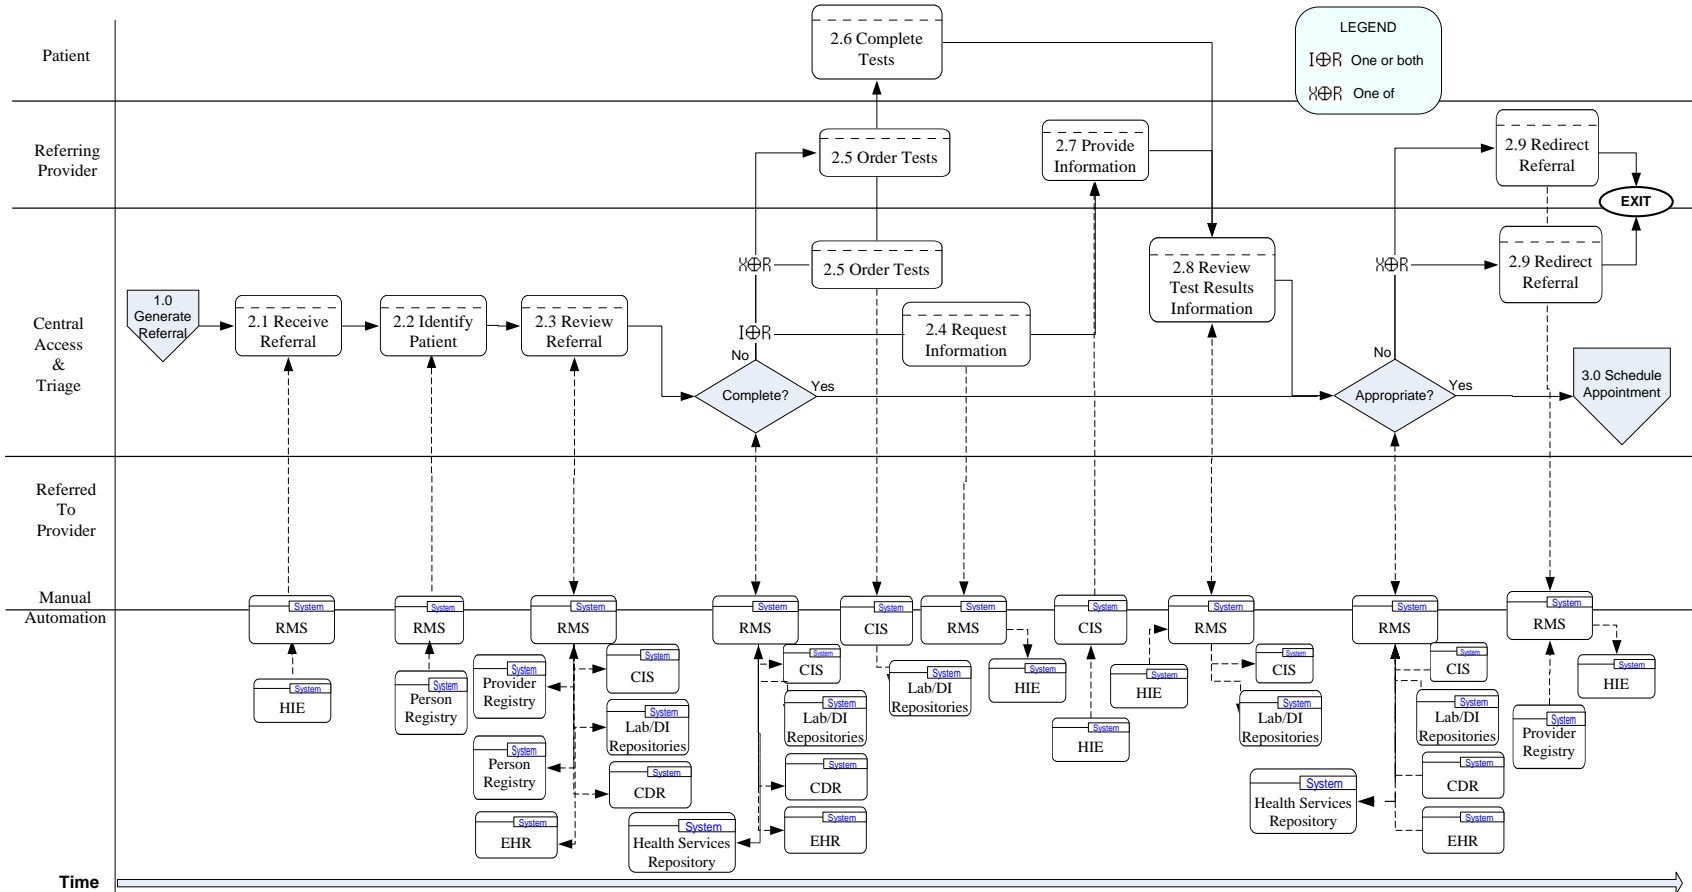 LEGEND
I⊕R One or both
X⊕R One of
Patient
2.6 Complete
Tests
Referring
Provider
2.5 Order Tests
2.7 Provide
Information
2.9 Redirect
Referral
EXIT
Central
Access
&
Triage
1.0
Generate
Referral
2.1 Receive
Referral
2.2 Identify
Patient
2.3 Review
Referral
X⊕R
2.5 Order Tests
I⊕R
2.4 Request
Information
No
Complete?
Yes
2.8 Review
Test Results
Information
X⊕R
2.9 Redirect
Referral
No
Appropriate?
Yes
3.0 Schedule
Appointment
Referred
To
Provider
Manual
Automation
System
RMS
System
HIE
System
RMS
System
Person
Registry
System
RMS
System
Provider
Registry
System
CIS
System
Lab/DI
Repositories
System
Person
Registry
System
CDR
System
EHR
System
RMS
System
CIS
System
Lab/DI
Repositories
System
CDR
System
Health Services
Repository
System
EHR
System
CIS
System
Lab/DI
Repositories
System
RMS
System
HIE
System
CIS
System
HIE
System
RMS
System
HIE
System
CIS
System
Lab/DI
Repositories
System
RMS
System
CIS
System
Lab/DI
Repositories
System
CDR
System
Health Services
Repository
System
EHR
System
RMS
System
Provider
Registry
System
HIE
Time